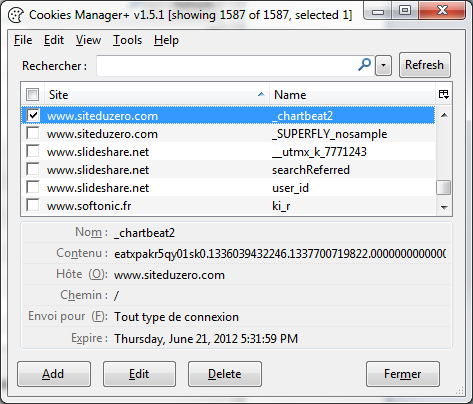 Cookies Manager+ v1.5.1 [showing 1587 of 1587, selected 1]
File Edit View Tools Help
Rechercher : Refresh
Site Name
www.siteduzero.com _chartbeat2
www.siteduzero.com _SUPERFLY_nosample
www.slideshare.net __utmx_k_7771243
www.slideshare.net searchReferred
www.slideshare.net user_id
www.softonic.fr ki_r
Nom : _chartbeat2
Contenu : eatxpakr5qy01sk0.1336039432246.1337700719822.0000000000000
Hôte (O): www.siteduzero.com
Chemin : /
Envoi pour (F): Tout type de connexion
Expire : Thursday, June 21, 2012 5:31:59 PM
Add Edit Delete Fermer